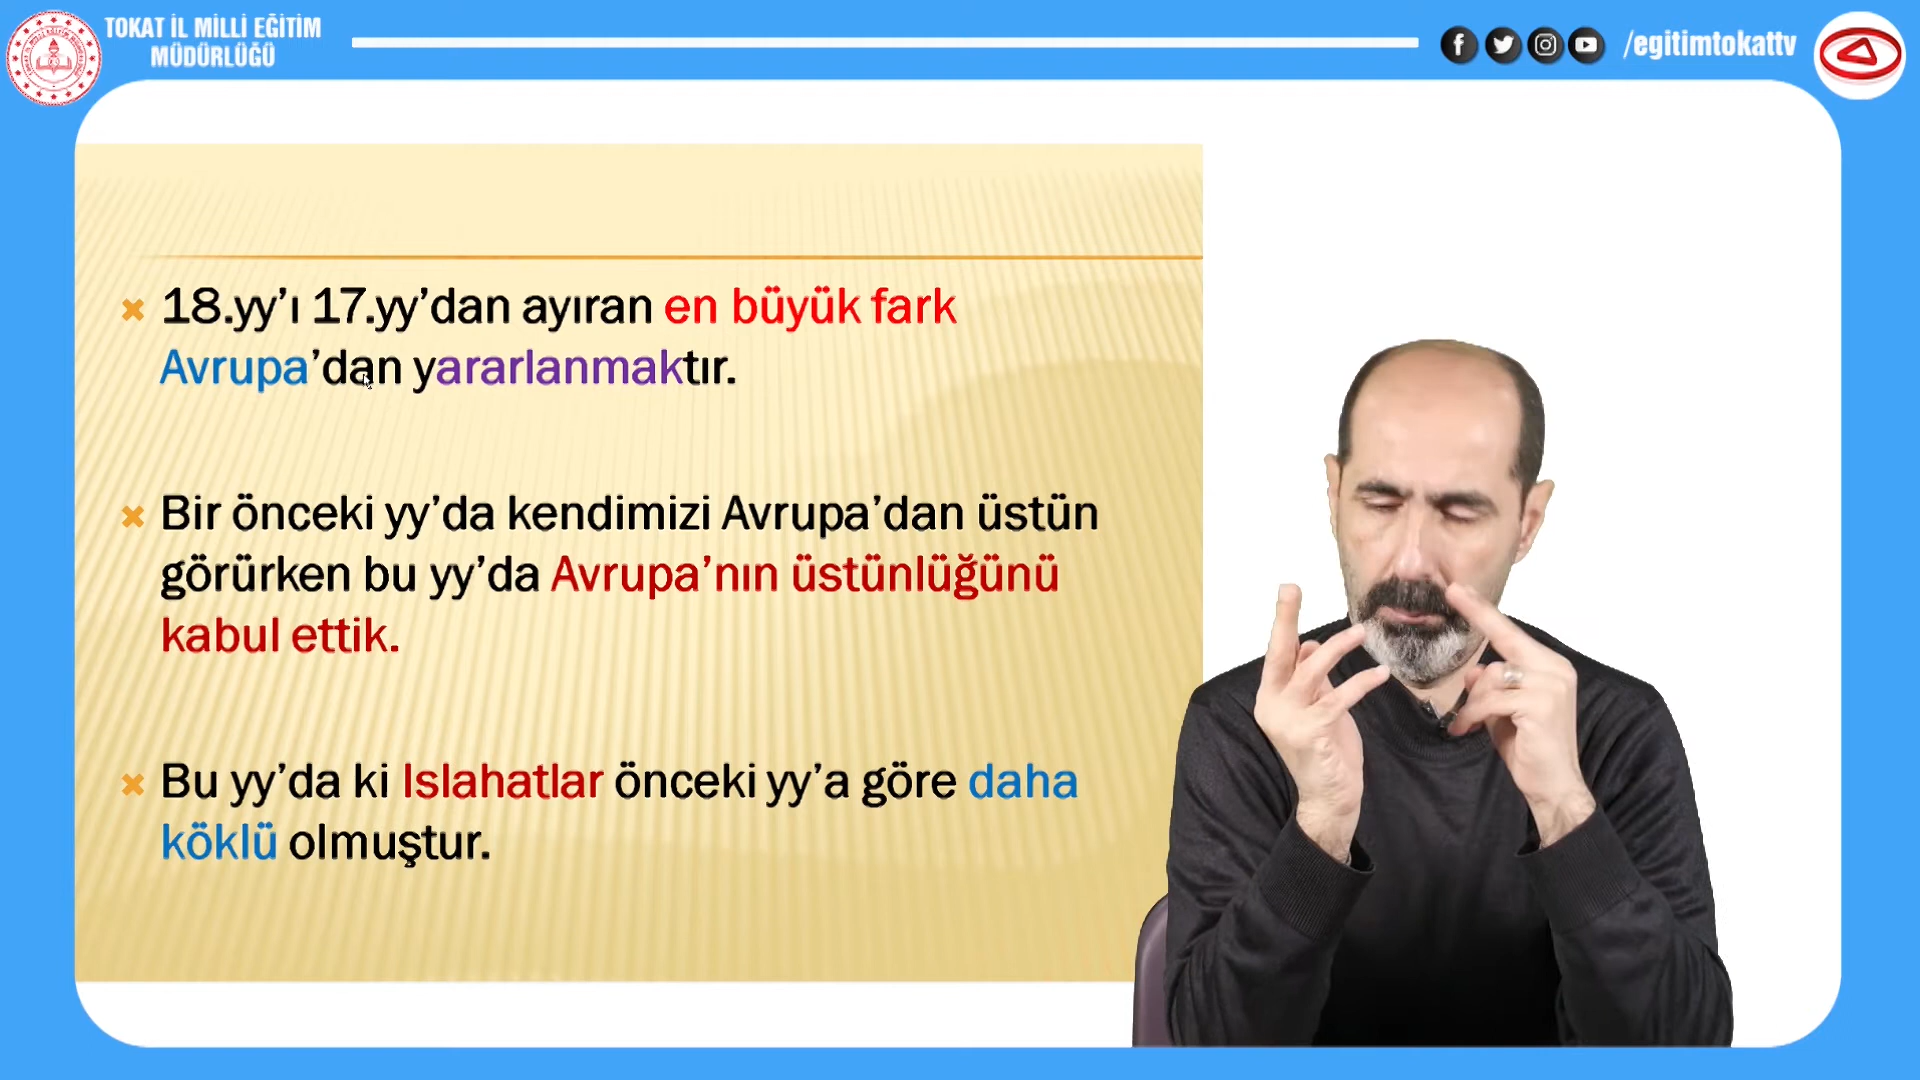 TOKAT İL MİLLİ EĞİTİM
MÜDÜRLÜĞÜ
/egitimtokattv
18.yy’ı 17.yy’dan ayıran en büyük fark
Avrupa’dan yararlanmaktır.
Bir önceki yy’da kendimizi Avrupa’dan üstün
görürken bu yy’da Avrupa’nın üstünlüğünü
kabul ettik.
Bu yy’da ki Islahatlar önceki yy’a göre daha
köklü olmuştur.